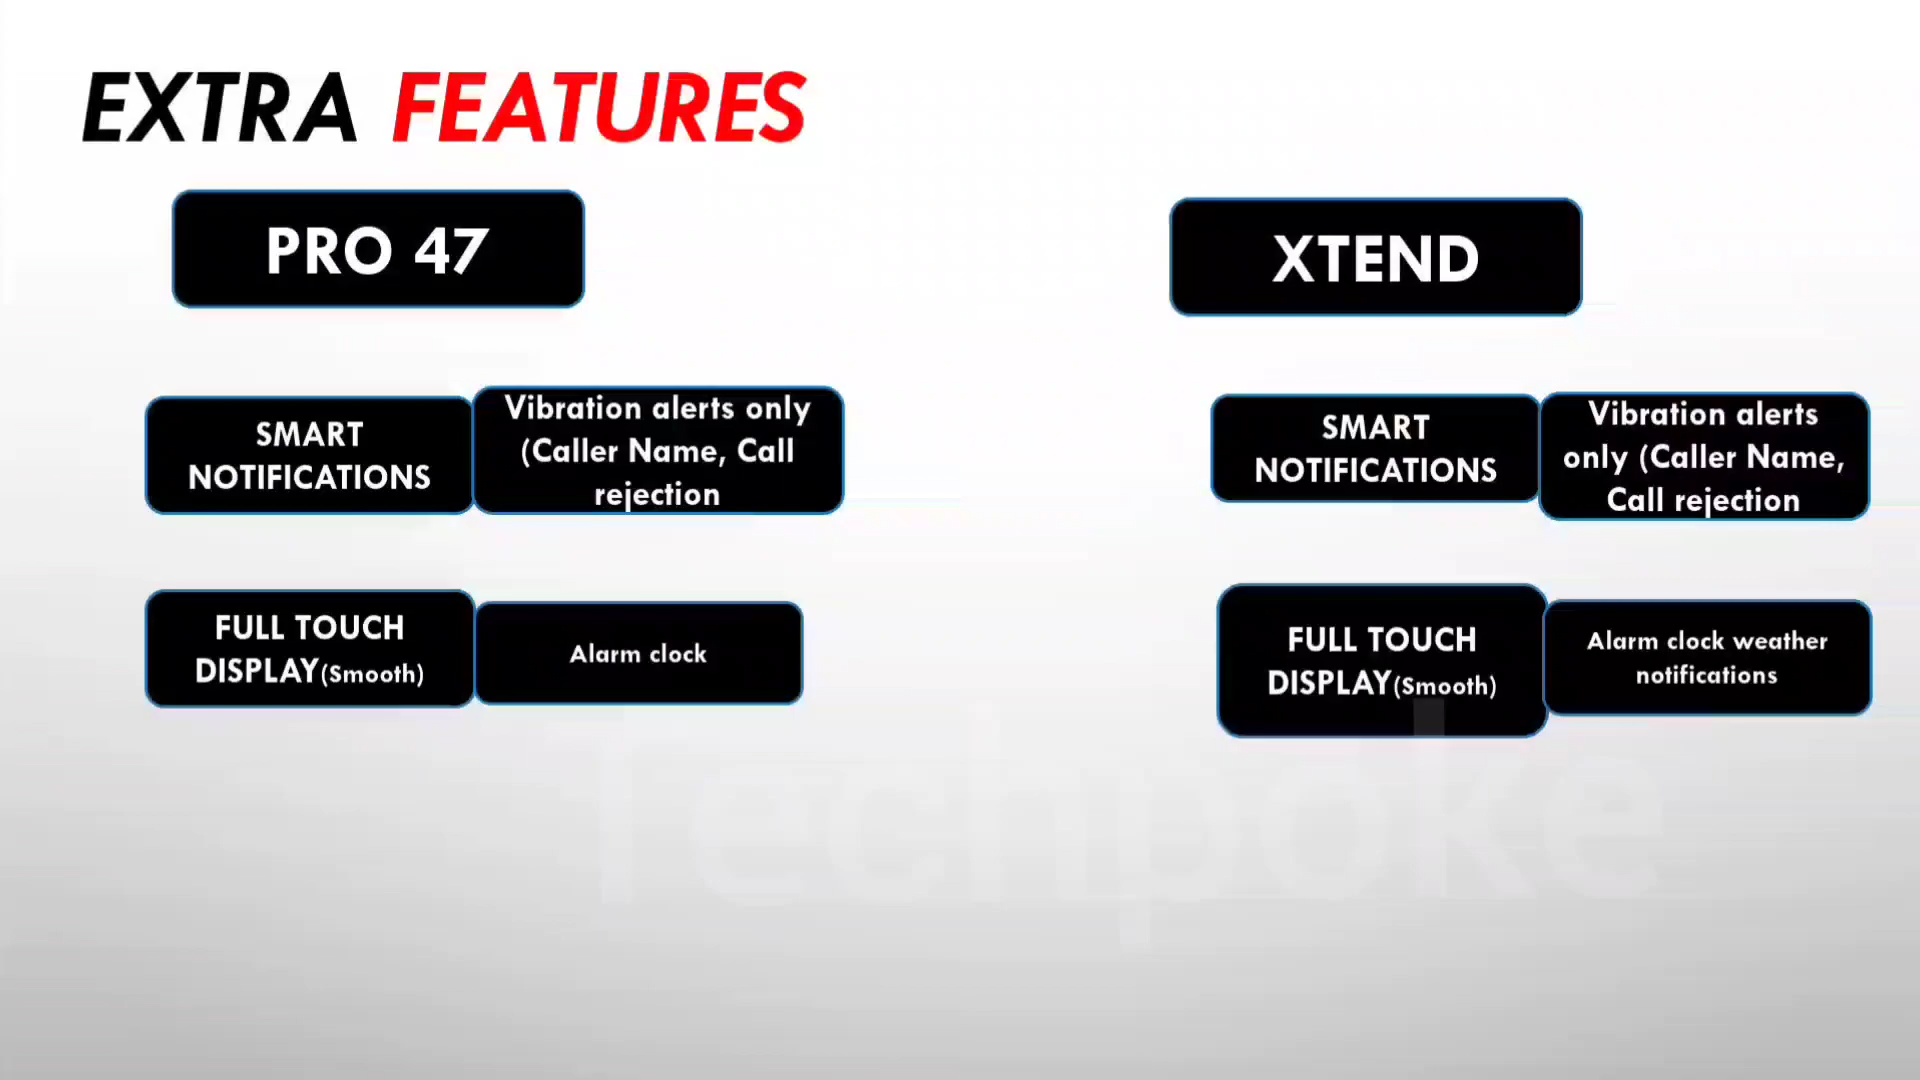 EXTRA FEATURES
PRO 47
SMART
NOTIFICATIONS
Vibration alerts only
(Caller Name, Call
rejection
FULL TOUCH
DISPLAY(Smooth)
Alarm clock
XTEND
SMART
NOTIFICATIONS
Vibration alerts
only (Caller Name,
Call rejection
FULL TOUCH
DISPLAY(Smooth)
Alarm clock weather
notifications
Techpoke